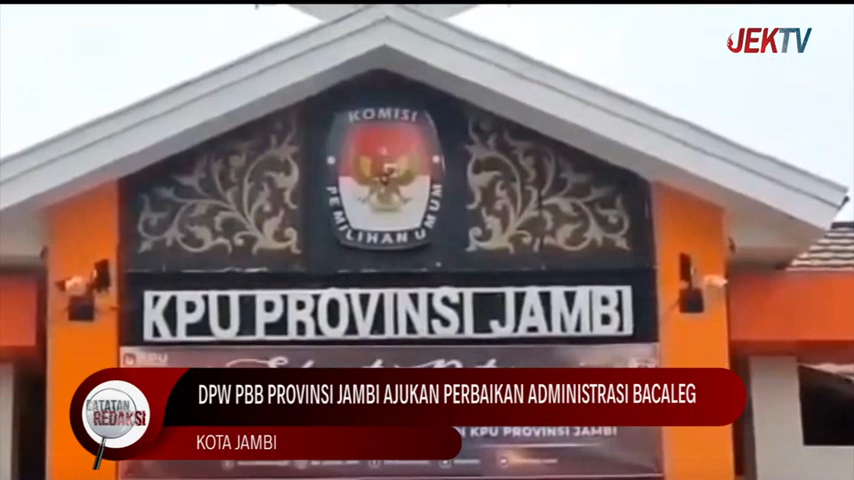 JEKTV
KOMISI
PEMILIHAN UMUM
KPU PROVINSI JAMBI
KPU
DPW PBB PROVINSI JAMBI AJUKAN PERBAIKAN ADMINISTRASI BACALEG
CATATAN
REDAKSI
KPU PROVINSI JAMBI
KOTA JAMBI